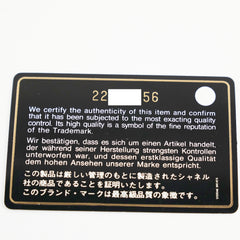 22 56
We certify the authenticity of this item and confirm
that it has been subjected to the most exacting quality
control. Its high quality is a symbol of the fine reputation
of the Trademark.
Wir bestätigen, dass es sich um einen Artikel handelt,
der während seiner Herstellung strengsten Kontrollen
unterworfen war, und dessen erstklassige Qualität
dem hohen Ansehen unserer Marke entspricht.
この製品は厳しい管理のもとに製造されたシャネル
社の商品であることを証明いたします。
このブランド・マークは最高級品質の象徴です。